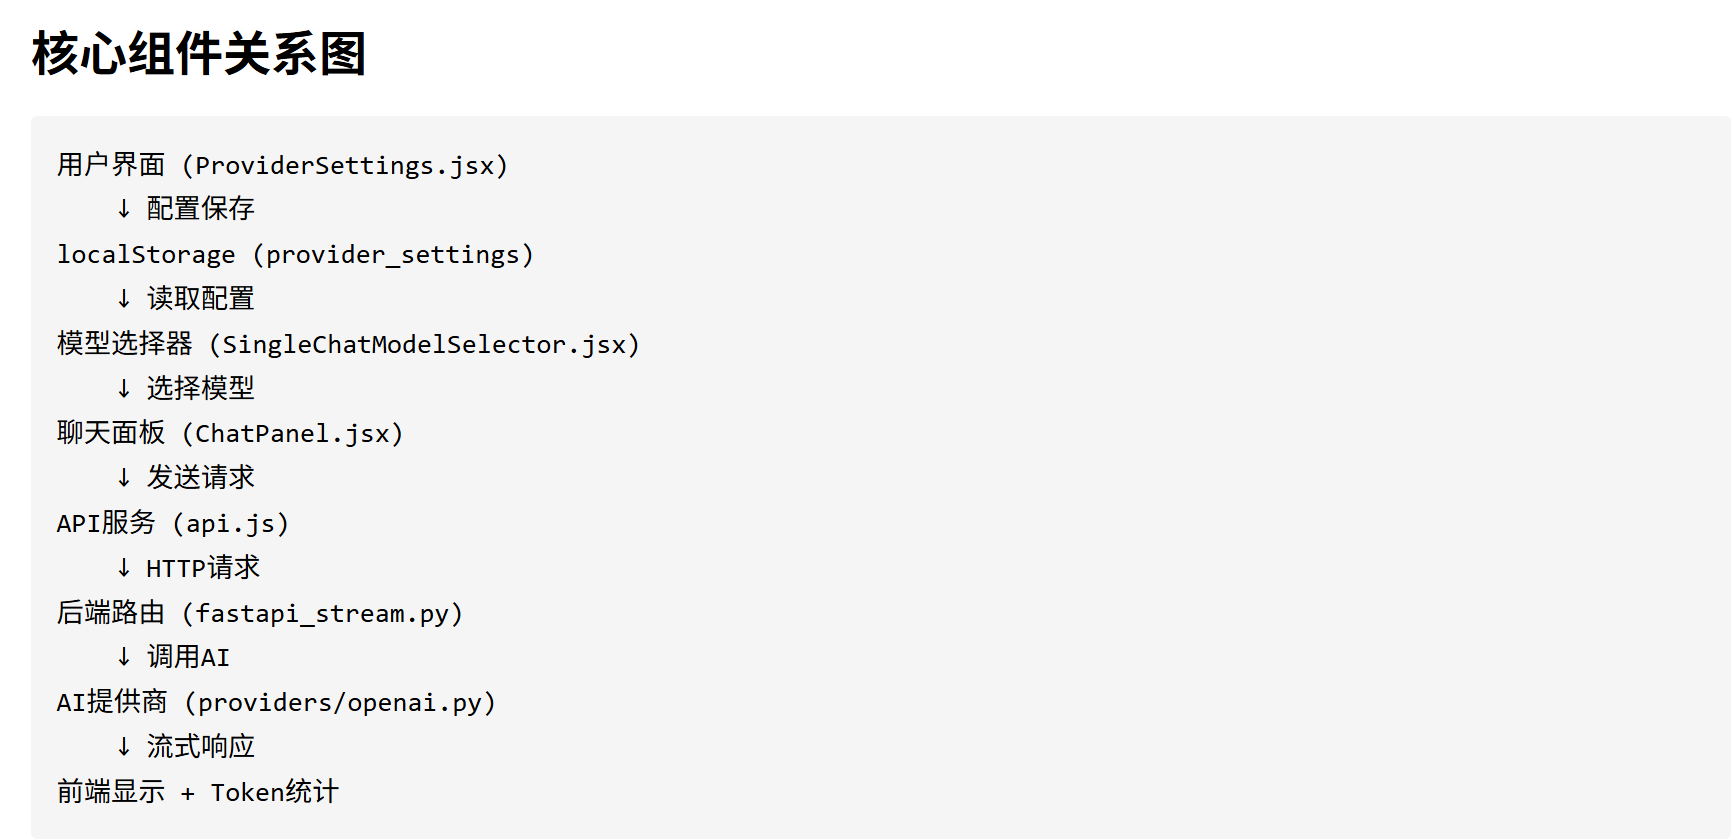 核心组件关系图
用户界面 (ProviderSettings.jsx)
↓ 配置保存
localStorage (provider_settings)
↓ 读取配置
模型选择器 (SingleChatModelSelector.jsx)
↓ 选择模型
聊天面板 (ChatPanel.jsx)
↓ 发送请求
API服务 (api.js)
↓ HTTP请求
后端路由 (fastapi_stream.py)
↓ 调用AI
AI提供商 (providers/openai.py)
↓ 流式响应
前端显示 + Token统计